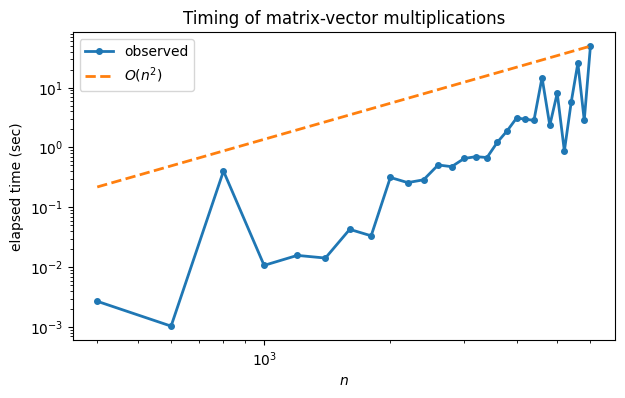 Timing of matrix-vector multiplications
observed
O(n²)
elapsed time (sec)
10¹
10⁰
10⁻¹
10⁻²
10⁻³
10³
n